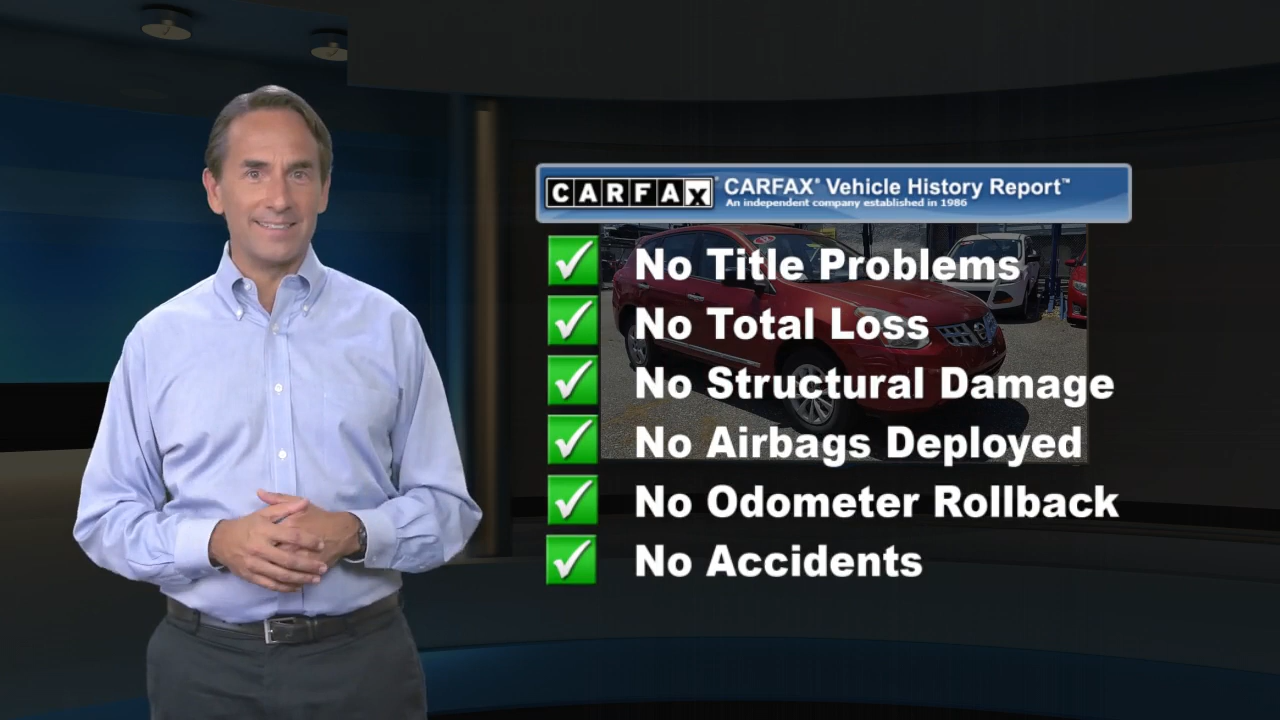 CARFAX® CARFAX® Vehicle History Report™
An independent company established in 1986
No Title Problems
No Total Loss
No Structural Damage
No Airbags Deployed
No Odometer Rollback
No Accidents